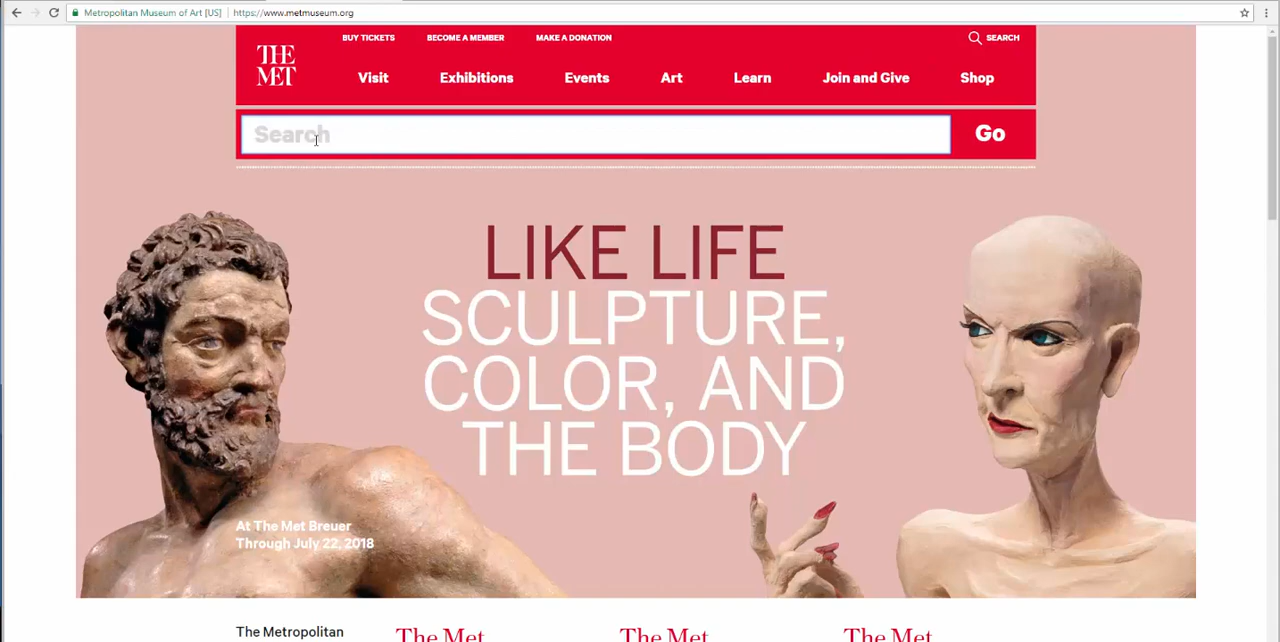 Metropolitan Museum of Art [US] https://www.metmuseum.org
BUY TICKETS BECOME A MEMBER MAKE A DONATION SEARCH
THE MET
Visit Exhibitions Events Art Learn Join and Give Shop
Search Go
LIKE LIFE
SCULPTURE,
COLOR, AND
THE BODY
At The Met Breuer
Through July 22, 2018
The Metropolitan The Met The Met The Met